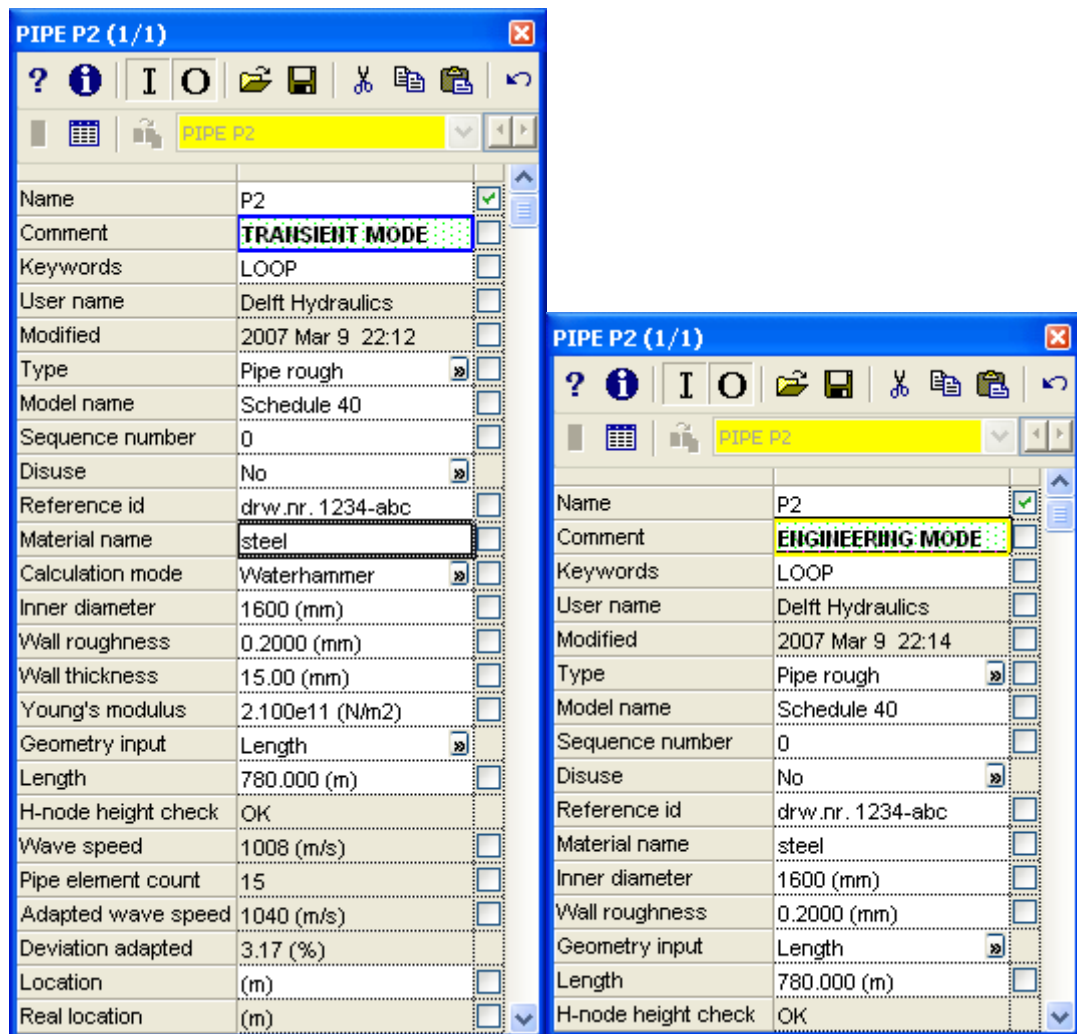 PIPE P2 (1/1)
? i I O
PIPE P2
Name P2
Comment TRANSIENT MODE
Keywords LOOP
User name Delft Hydraulics
Modified 2007 Mar 9 22:12
Type Pipe rough »
Model name Schedule 40
Sequence number 0
Disuse No »
Reference id drw.nr. 1234-abc
Material name steel
Calculation mode Waterhammer »
Inner diameter 1600 (mm)
Wall roughness 0.2000 (mm)
Wall thickness 15.00 (mm)
Young's modulus 2.100e11 (N/m2)
Geometry input Length »
Length 780.000 (m)
H-node height check OK
Wave speed 1008 (m/s)
Pipe element count 15
Adapted wave speed 1040 (m/s)
Deviation adapted 3.17 (%)
Location (m)
Real location (m)
PIPE P2 (1/1)
? i I O
PIPE P2
Name P2
Comment ENGINEERING MODE
Keywords LOOP
User name Delft Hydraulics
Modified 2007 Mar 9 22:14
Type Pipe rough »
Model name Schedule 40
Sequence number 0
Disuse No »
Reference id drw.nr. 1234-abc
Material name steel
Inner diameter 1600 (mm)
Wall roughness 0.2000 (mm)
Geometry input Length »
Length 780.000 (m)
H-node height check OK